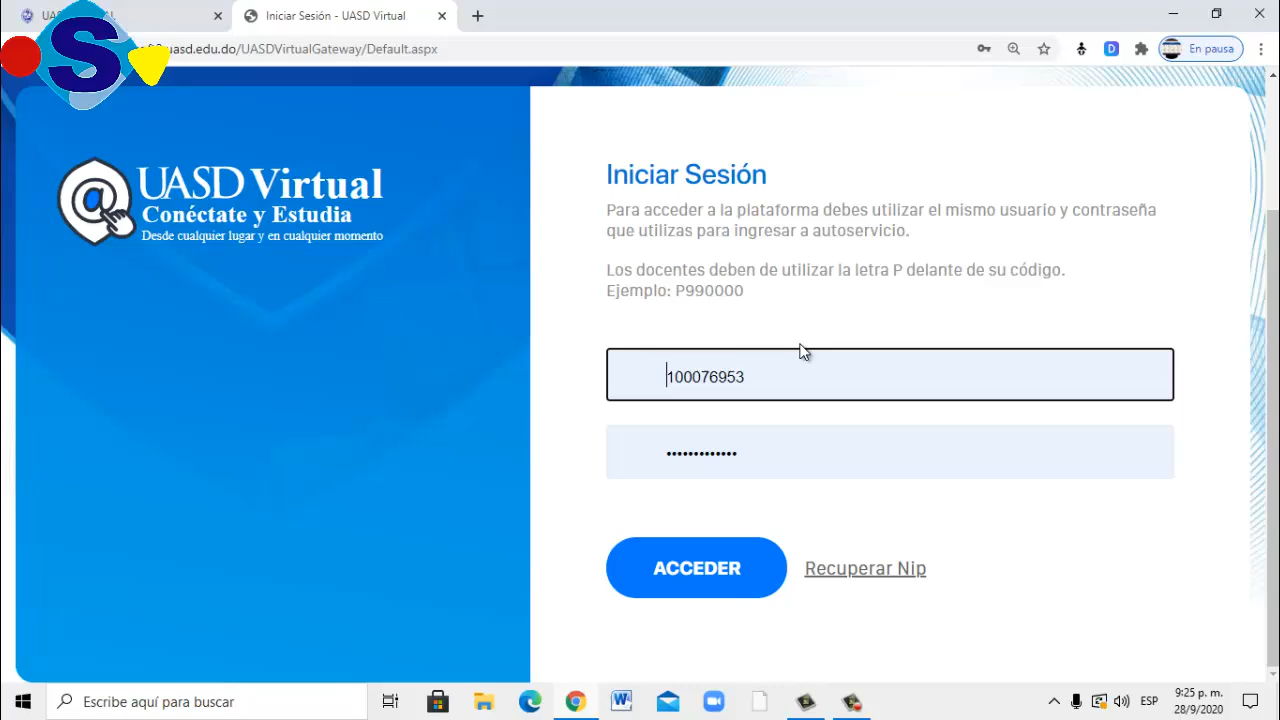 Iniciar Sesión - UASD Virtual
uasd.edu.do/UASDVirtualGateway/Default.aspx
En pausa
S
UASD Virtual
Conéctate y Estudia
Desde cualquier lugar y en cualquier momento
Iniciar Sesión
Para acceder a la plataforma debes utilizar el mismo usuario y contraseña
que utilizas para ingresar a autoservicio.
Los docentes deben de utilizar la letra P delante de su código.
Ejemplo: P990000
100076953
•••••••••••••
ACCEDER
Recuperar Nip
Escribe aquí para buscar
ESP
9:25 p. m.
28/9/2020